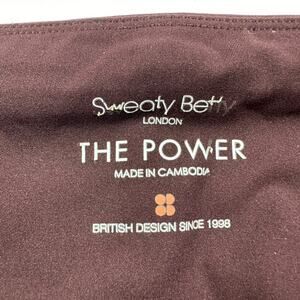 Sweaty Betty
LONDON
THE POWER
MADE IN CAMBODIA
BRITISH DESIGN SINCE 1998